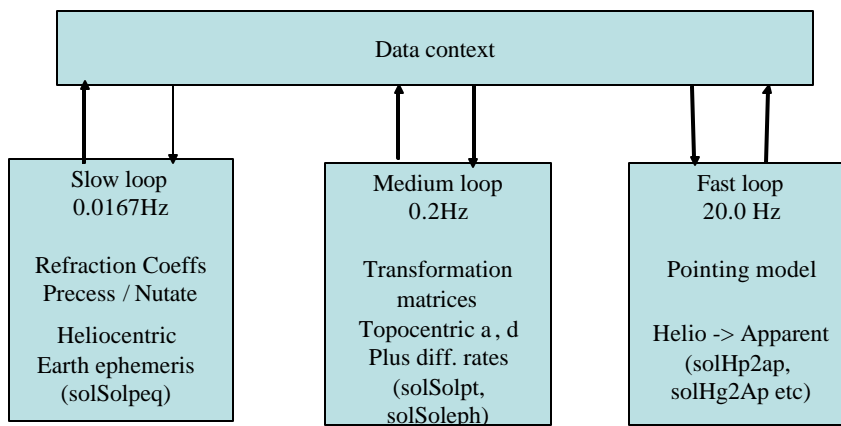 Data context
Slow loop
0.0167Hz
Refraction Coeffs
Precess / Nutate
Heliocentric
Earth ephemeris
(solSolpeq)
Medium loop
0.2Hz
Transformation
matrices
Topocentric a , d
Plus diff. rates
(solSolpt,
solSoleph)
Fast loop
20.0 Hz
Pointing model
Helio -> Apparent
(solHp2ap,
solHg2Ap etc)